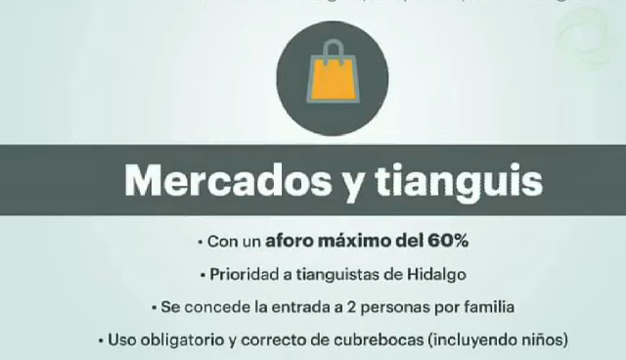 Mercados y tianguis
• Con un aforo máximo del 60%
• Prioridad a tianguistas de Hidalgo
• Se concede la entrada a 2 personas por familia
• Uso obligatorio y correcto de cubrebocas (incluyendo niños)